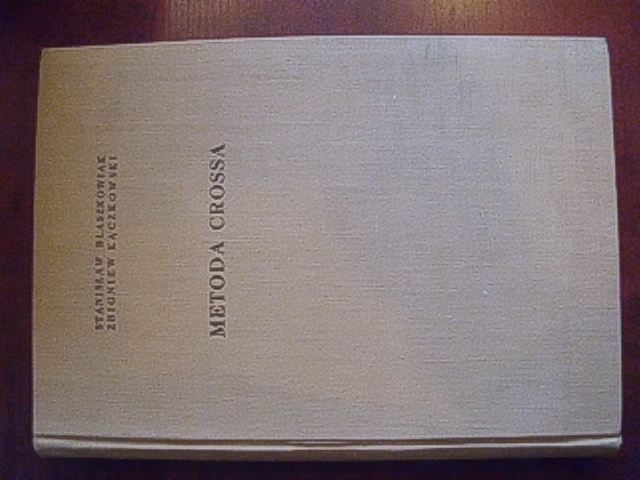 STANISŁAW BŁASZKOWIAK
ZBIGNIEW KĄCZKOWSKI
METODA CROSSA